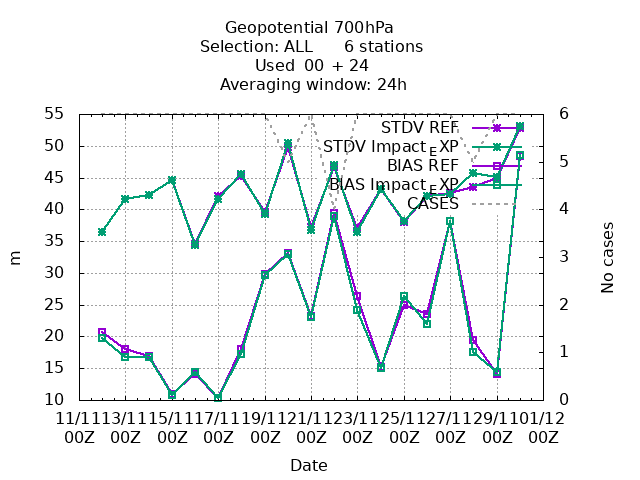 Geopotential 700hPa
Selection: ALL 6 stations
Used 00 + 24
Averaging window: 24h
STDV REF
STDV Impact_EXP
BIAS REF
BIAS Impact_EXP
CASES
55
50
45
40
35
30
25
20
15
10
6
5
4
3
2
1
0
m
No cases
11/11 13/11 15/11 17/11 19/11 21/11 23/11 25/11 27/11 29/11 01/12
00Z 00Z 00Z 00Z 00Z 00Z 00Z 00Z 00Z 00Z 00Z
Date